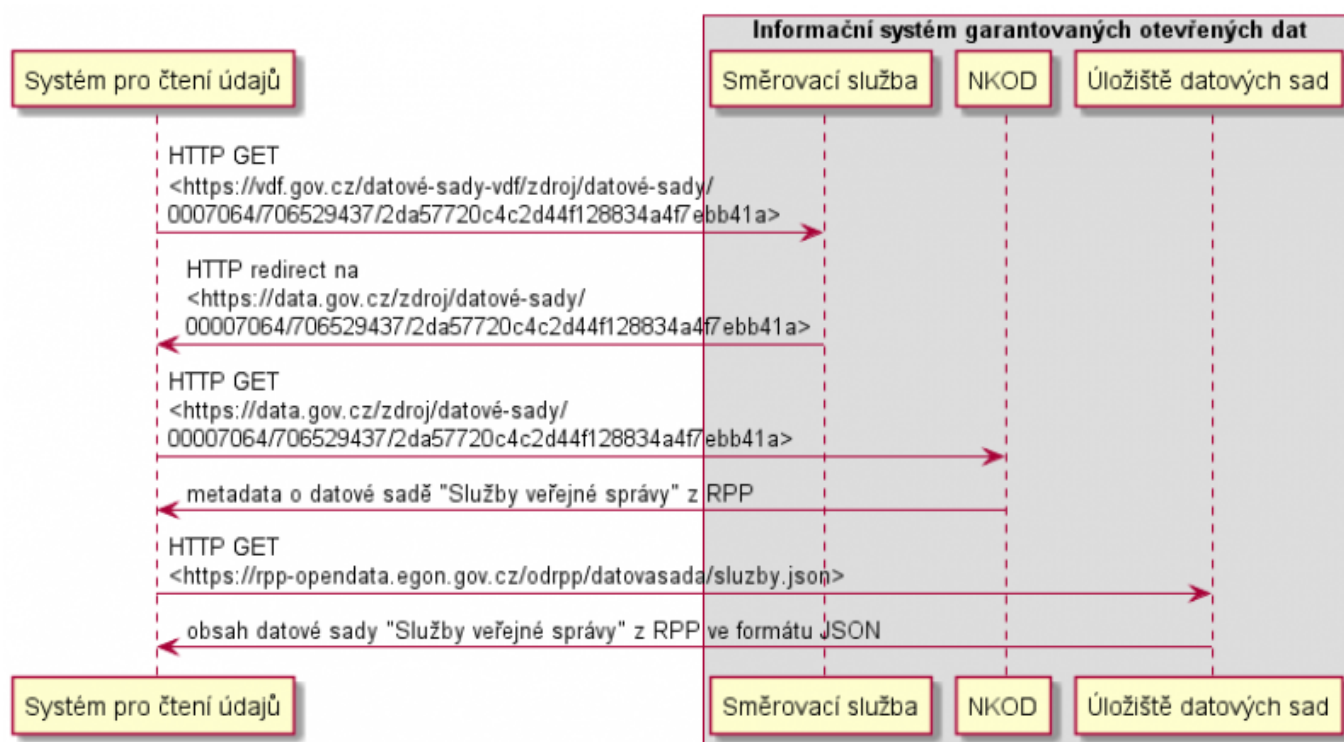 Informační systém garantovaných otevřených dat
Systém pro čtení údajů
Směrovací služba
NKOD
Úložiště datových sad
HTTP GET
<https://vdf.gov.cz/datové-sady-vdf/zdroj/datové-sady/
0007064/706529437/2da57720c4c2d44f128834a4f7ebb41a>
HTTP redirect na
<https://data.gov.cz/zdroj/datové-sady/
00007064/706529437/2da57720c4c2d44f128834a4f7ebb41a>
HTTP GET
<https://data.gov.cz/zdroj/datové-sady/
00007064/706529437/2da57720c4c2d44f128834a4f7ebb41a>
metadata o datové sadě "Služby veřejné správy" z RPP
HTTP GET
<https://rpp-opendata.egon.gov.cz/odrpp/datovasada/sluzby.json>
obsah datové sady "Služby veřejné správy" z RPP ve formátu JSON
Systém pro čtení údajů
Směrovací služba
NKOD
Úložiště datových sad